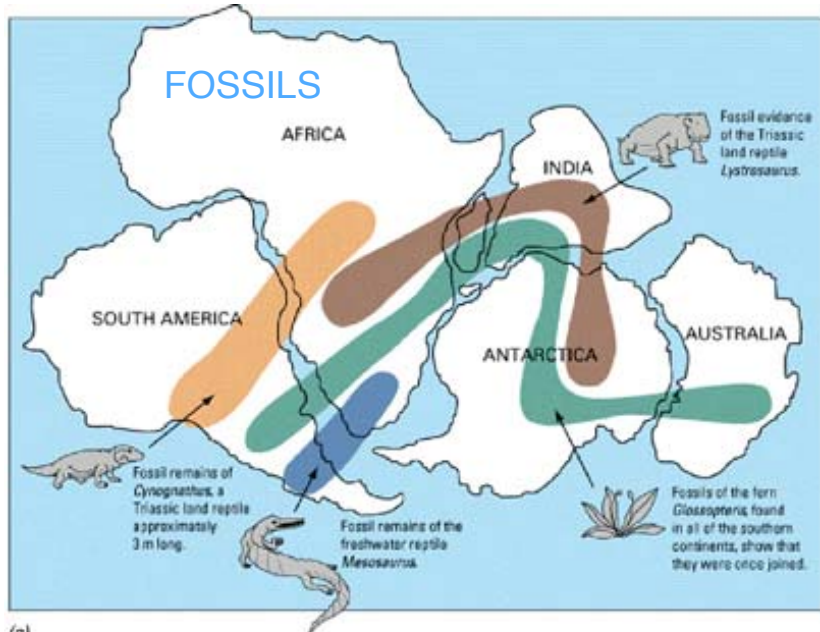 FOSSILS
AFRICA
Fossil evidence
of the Triassic
land reptile
Lystrosaurus.
INDIA
SOUTH AMERICA
ANTARCTICA
AUSTRALIA
Fossil remains of
Cynognathus, a
Triassic land reptile
approximately
3 m long.
Fossil remains of the
freshwater reptile
Mesosaurus.
Fossils of the fern
Glossopteris, found
in all of the southern
continents, show that
they were once joined.
(a)